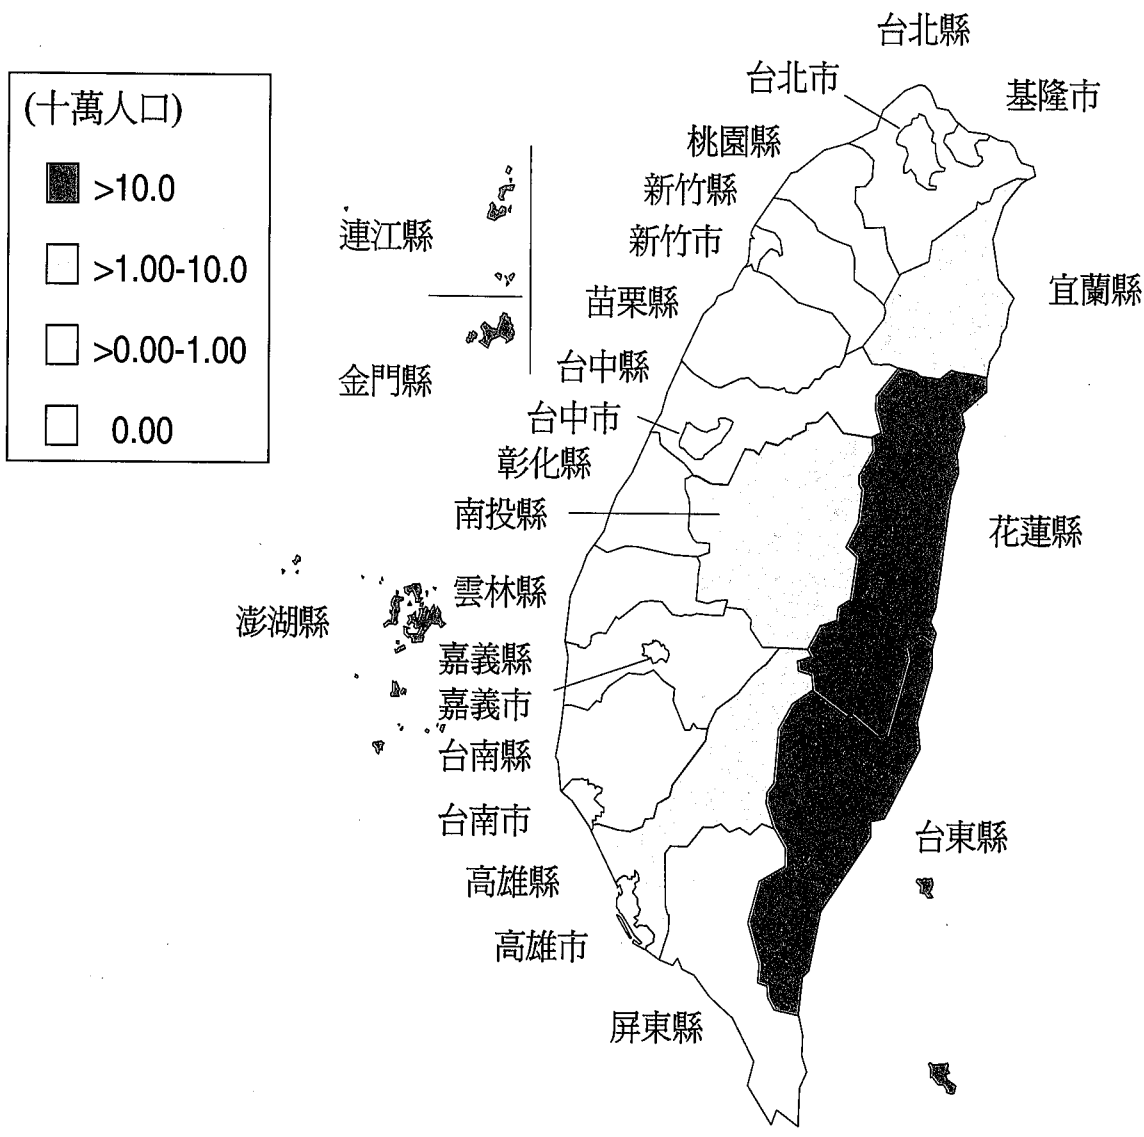 台北縣
台北市
基隆市
(十萬人口)
>10.0
>1.00-10.0
>0.00-1.00
0.00
桃園縣
新竹縣
新竹市
連江縣
苗栗縣
宜蘭縣
金門縣
台中縣
台中市
彰化縣
南投縣
花蓮縣
雲林縣
澎湖縣
嘉義縣
嘉義市
台南縣
台南市
台東縣
高雄縣
高雄市
屏東縣